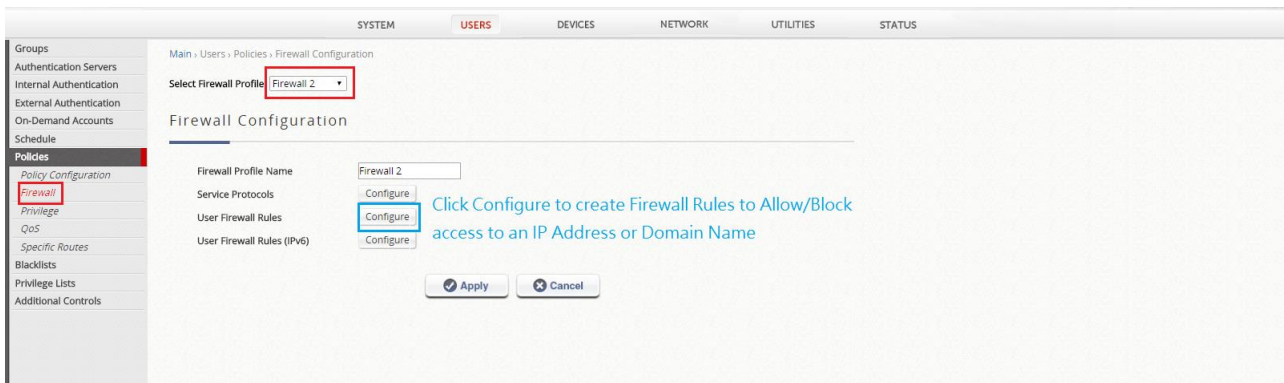 SYSTEM USERS DEVICES NETWORK UTILITIES STATUS
Groups
Authentication Servers
Internal Authentication
External Authentication
On-Demand Accounts
Schedule
Policies
Policy Configuration
Firewall
Privilege
QoS
Specific Routes
Blacklists
Privilege Lists
Additional Controls
Main › Users › Policies › Firewall Configuration
Select Firewall Profile Firewall 2
Firewall Configuration
Firewall Profile Name Firewall 2
Service Protocols Configure
User Firewall Rules Configure
User Firewall Rules (IPv6) Configure
Click Configure to create Firewall Rules to Allow/Block
access to an IP Address or Domain Name
Apply Cancel